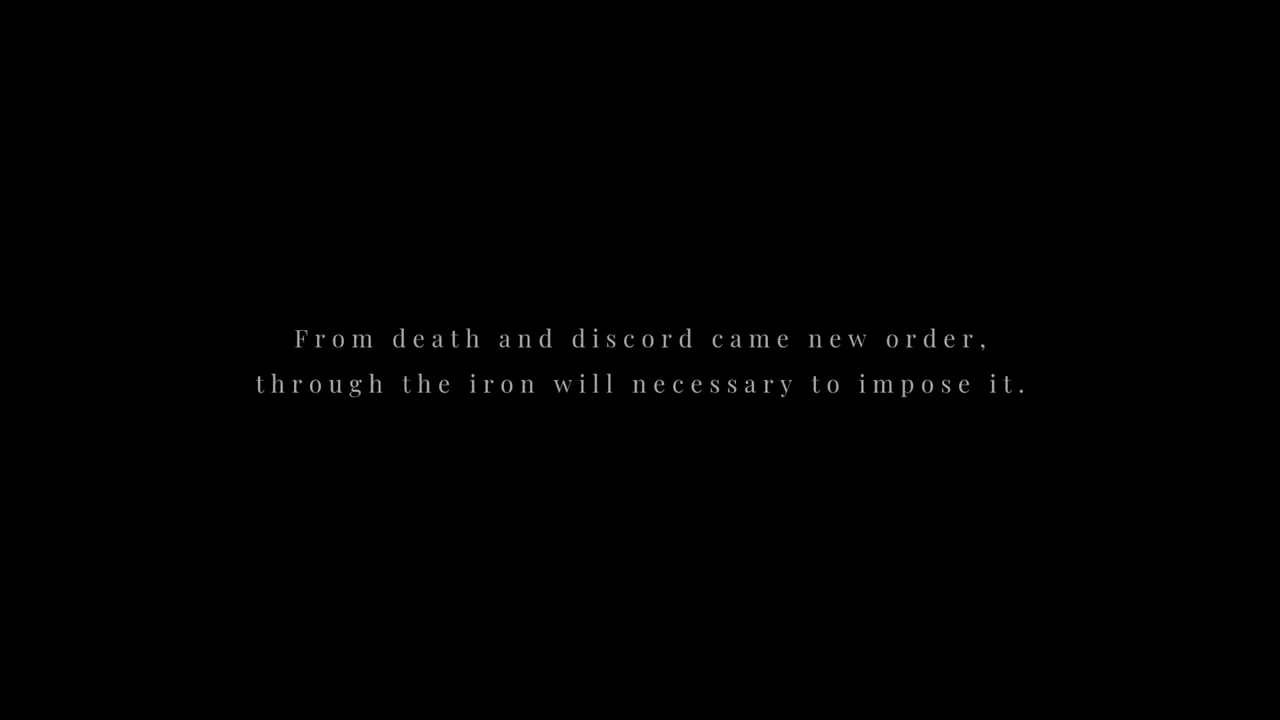 From death and discord came new order,
through the iron will necessary to impose it.